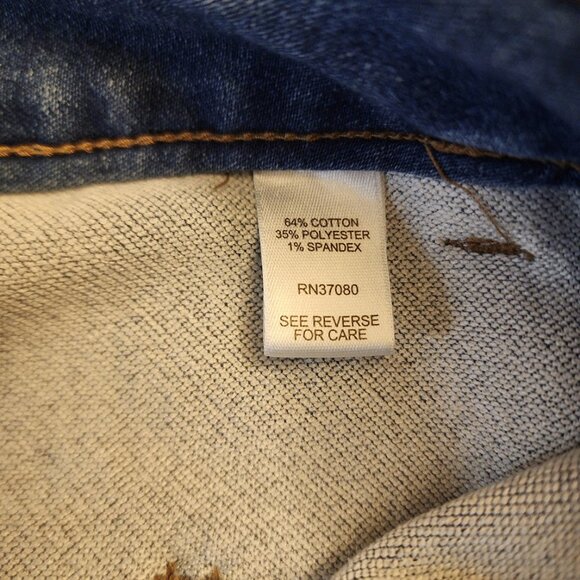 64% COTTON
35% POLYESTER
1% SPANDEX
RN37080
SEE REVERSE
FOR CARE